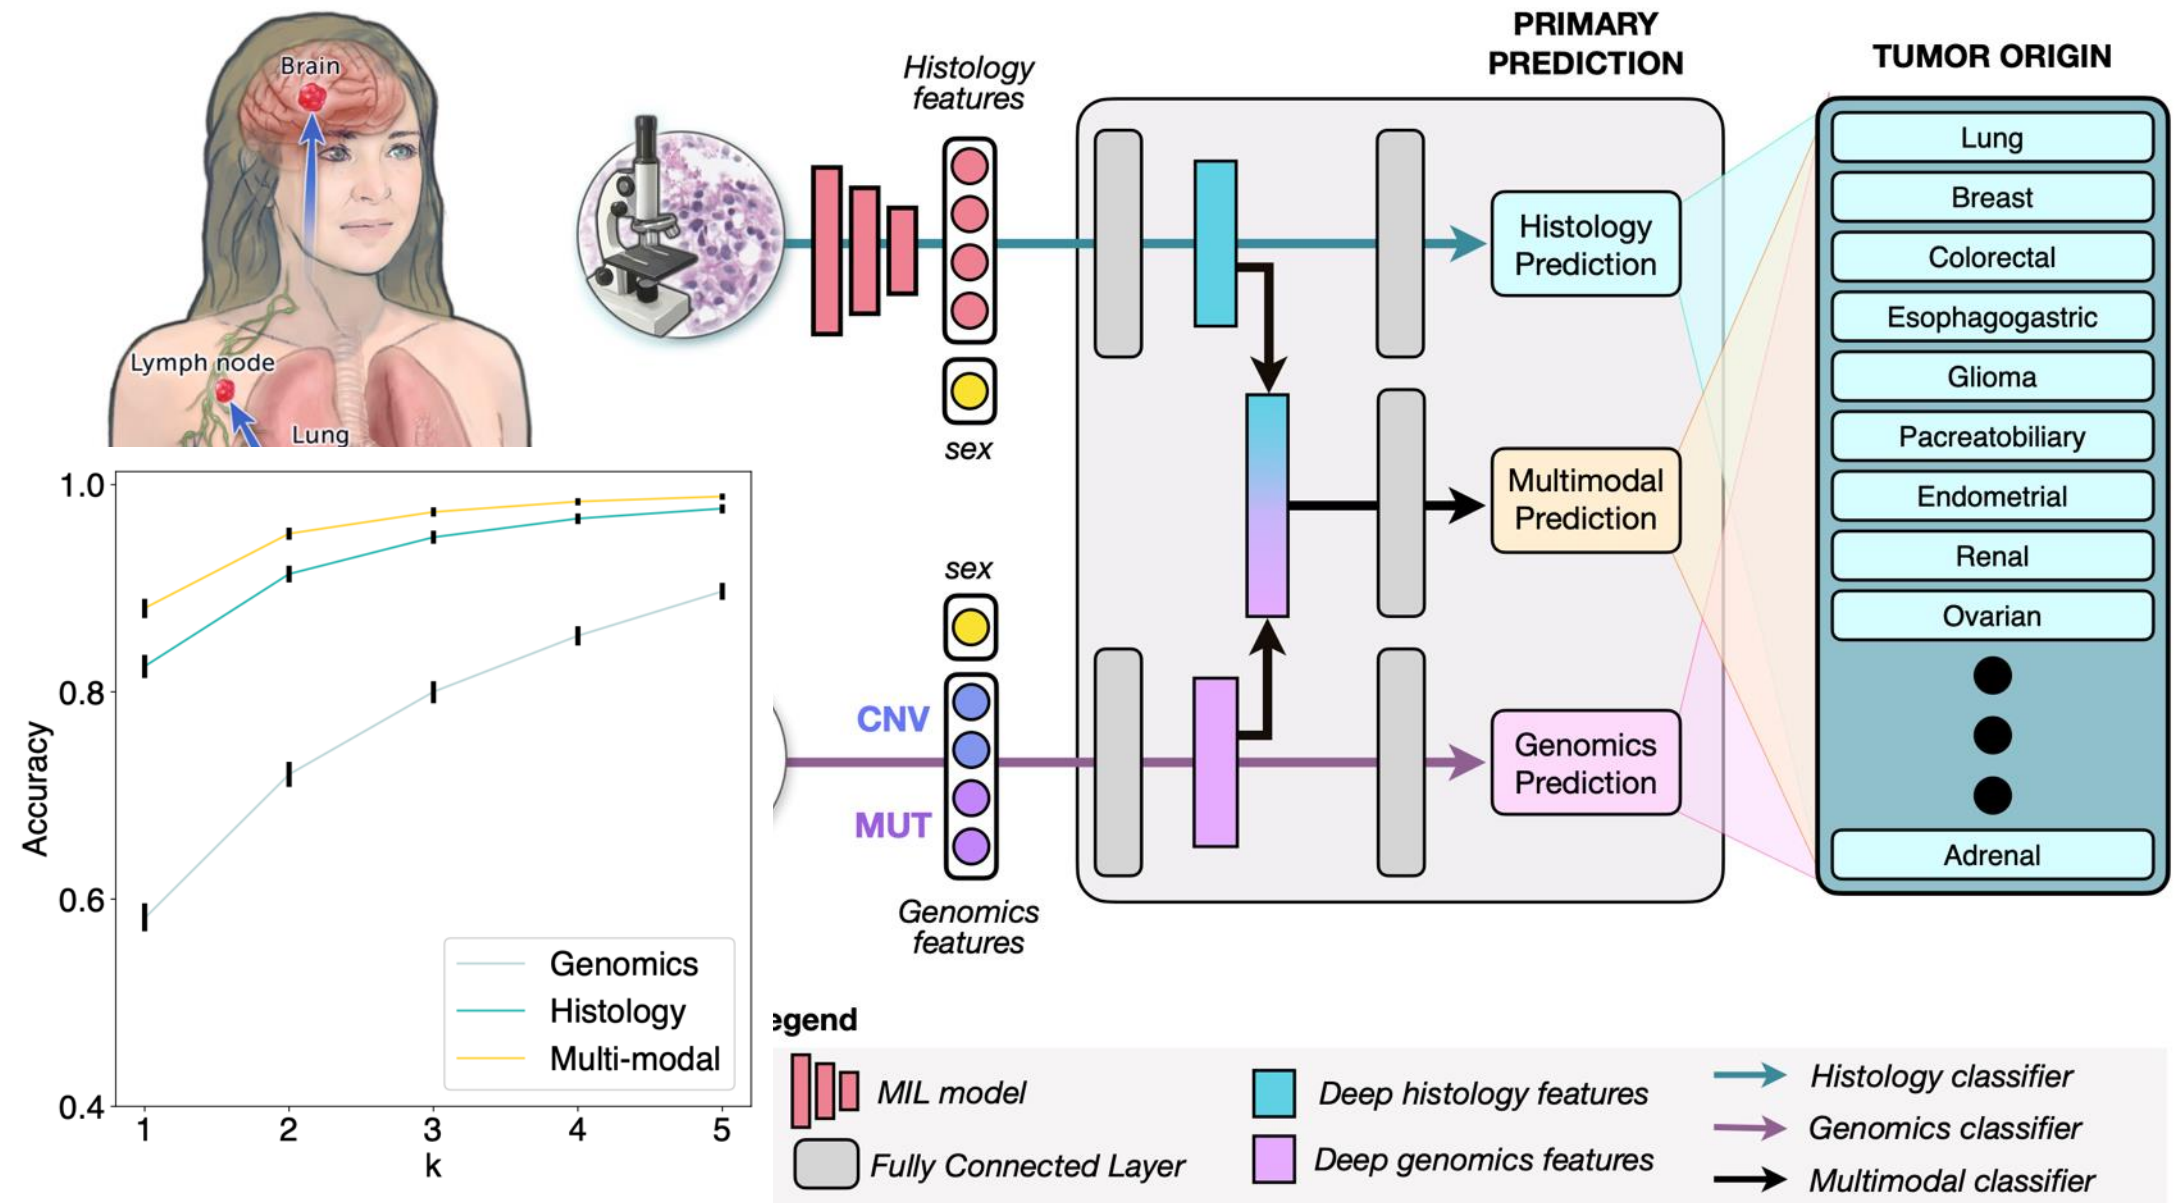 Brain
Lymph node
Lung
Histology
features
sex
sex
CNV
MUT
Genomics
features
PRIMARY
PREDICTION
Histology
Prediction
Multimodal
Prediction
Genomics
Prediction
TUMOR ORIGIN
Lung
Breast
Colorectal
Esophagogastric
Glioma
Pacreatobiliary
Endometrial
Renal
Ovarian
Adrenal
1.0
0.8
0.6
0.4
Accuracy
1 2 3 4 5
k
Genomics
Histology
Multi-modal
egend
MIL model
Fully Connected Layer
Deep histology features
Deep genomics features
Histology classifier
Genomics classifier
Multimodal classifier